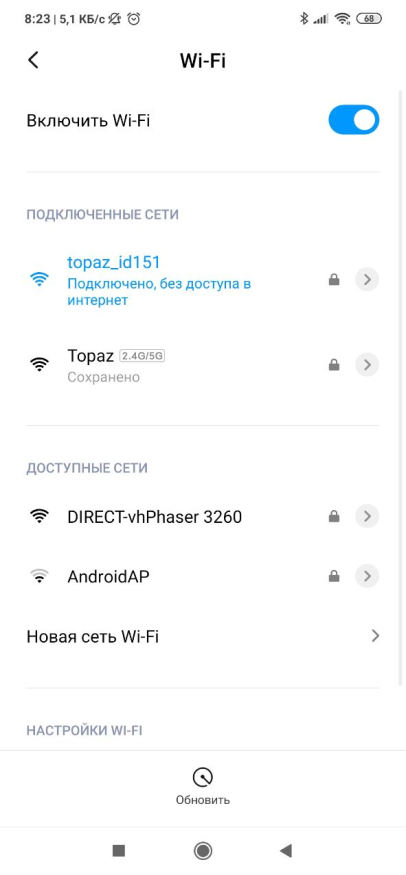 8:23 | 5,1 КБ/с 68
Wi-Fi
Включить Wi-Fi
ПОДКЛЮЧЕННЫЕ СЕТИ
topaz_id151
Подключено, без доступа в
интернет
Topaz 2.4G/5G
Сохранено
ДОСТУПНЫЕ СЕТИ
DIRECT-vhPhaser 3260
AndroidAP
Новая сеть Wi-Fi
НАСТРОЙКИ WI-FI
Обновить